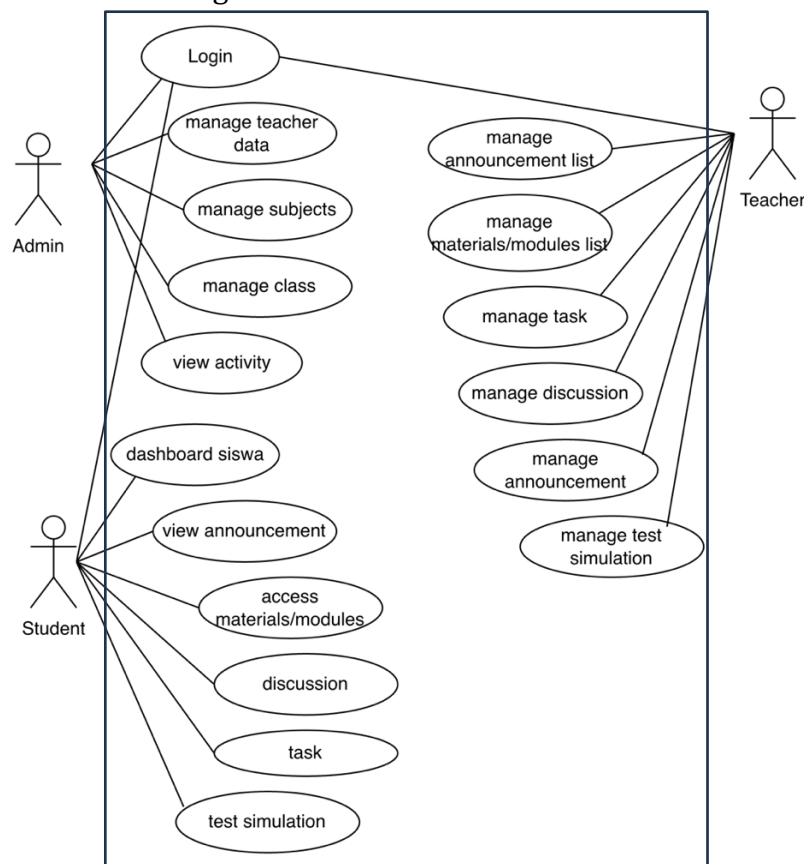 Login
manage teacher
data
manage subjects
manage class
view activity
Admin
manage
announcement list
manage
materials/modules list
manage task
manage discussion
manage
announcement
manage test
simulation
Teacher
dashboard siswa
view announcement
access
materials/modules
discussion
task
test simulation
Student